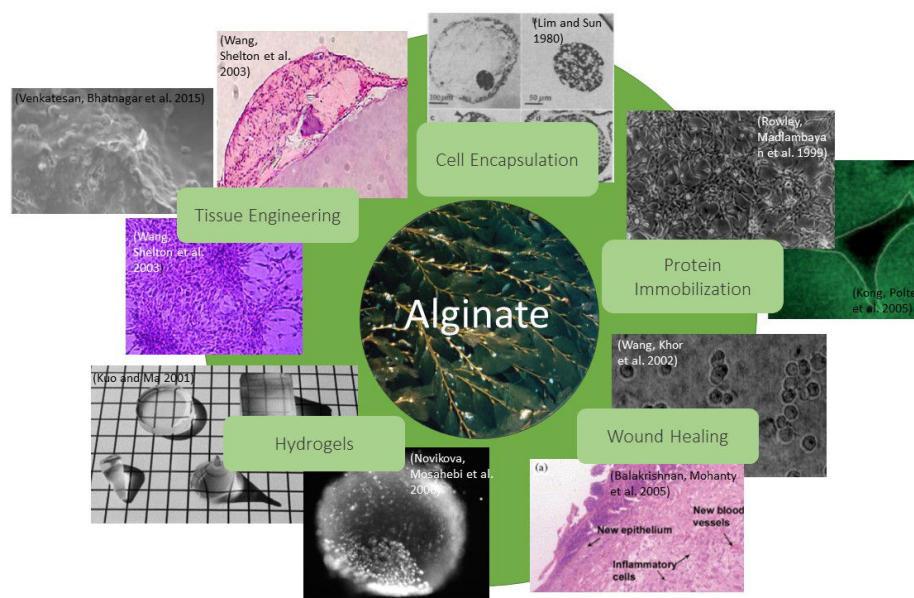 (Wang,
Shelton et al.
2003)
a
b
(Lim and Sun
1980)
50 µm
c
d
Cell Encapsulation
(Venkatesan, Bhatnagar et al. 2015)
(Rowley,
Madlambaya
n et al. 1999)
Tissue Engineering
(Wang,
Shelton et al.
2003)
Protein
Immobilization
(Kong, Polte
et al. 2005)
Alginate
(Wang, Khor
et al. 2002)
(Kuo and Ma 2001)
Hydrogels
Wound Healing
(Novikova,
Mosahebi et al.
(a)
(Balakrishnan, Mohanty
et al. 2005)
New blood
vessels
New epithelium
Inflammatory
cells